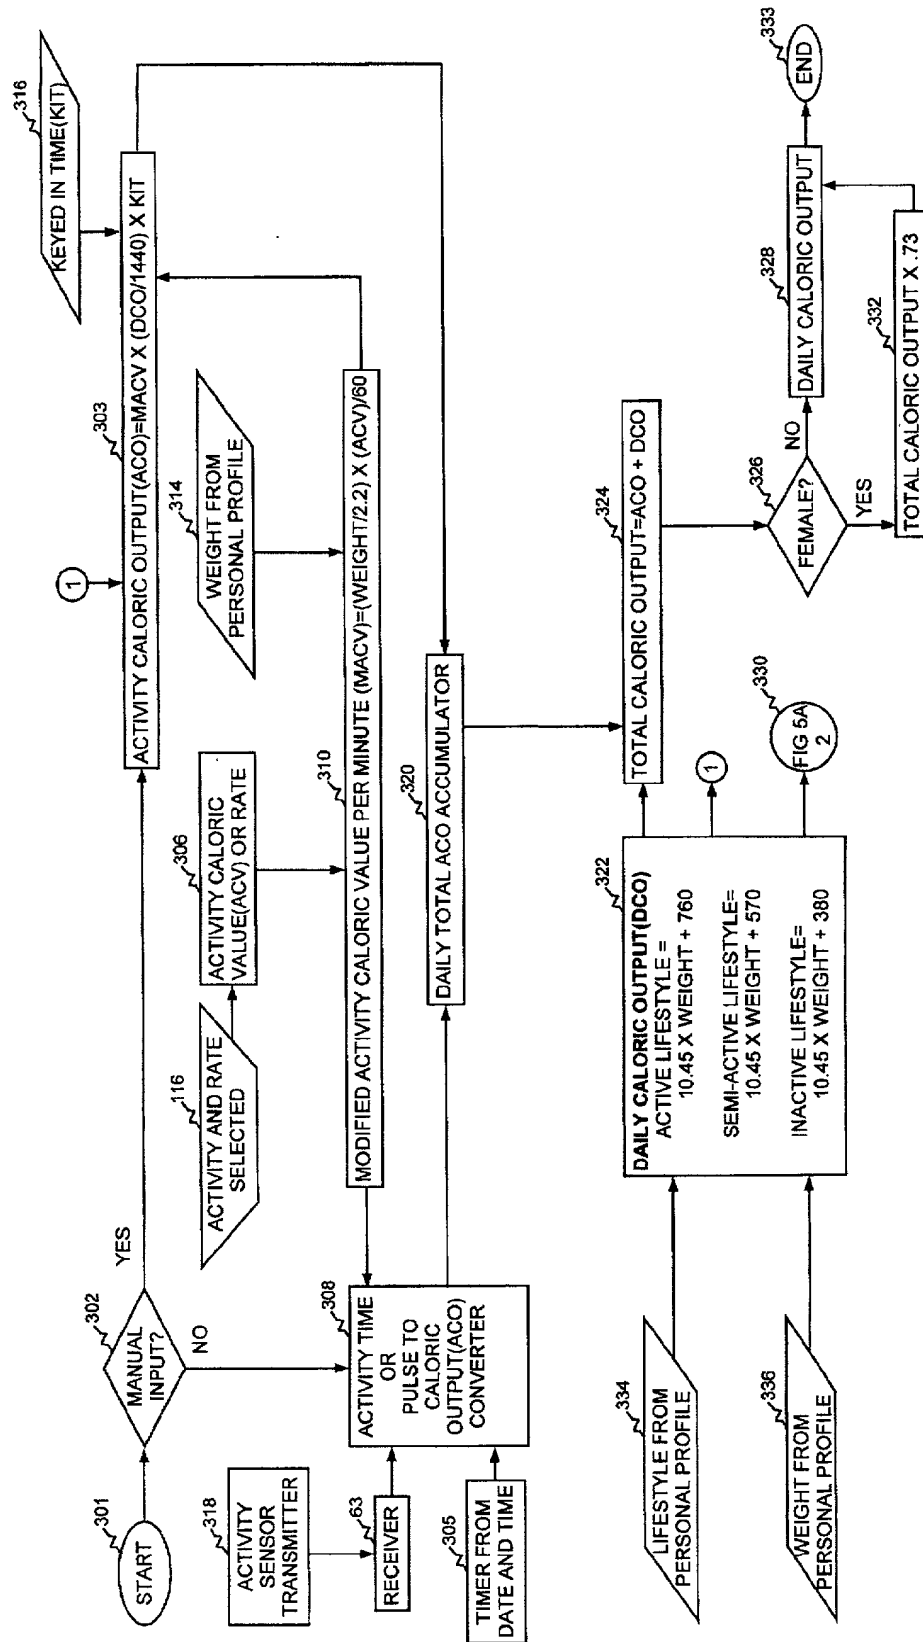 301
START
302
MANUAL
INPUT?
YES
NO
1
303
ACTIVITY CALORIC OUTPUT(ACO)=MACV X (DCO/1440) X KIT
316
KEYED IN TIME(KIT)
116
ACTIVITY AND RATE
SELECTED
306
ACTIVITY CALORIC
VALUE(ACV) OR RATE
314
WEIGHT FROM
PERSONAL PROFILE
310
MODIFIED ACTIVITY CALORIC VALUE PER MINUTE (MACV)=(WEIGHT/2.2) X (ACV)/60
318
ACTIVITY
SENSOR
TRANSMITTER
63
RECEIVER
305
TIMER FROM
DATE AND TIME
308
ACTIVITY TIME
OR
PULSE TO
CALORIC
OUTPUT(ACO)
CONVERTER
320
DAILY TOTAL ACO ACCUMULATOR
334
LIFESTYLE FROM
PERSONAL PROFILE
336
WEIGHT FROM
PERSONAL PROFILE
322
DAILY CALORIC OUTPUT(DCO)
ACTIVE LIFESTYLE =
10.45 X WEIGHT + 760
SEMI-ACTIVE LIFESTYLE=
10.45 X WEIGHT + 570
INACTIVE LIFESTYLE=
10.45 X WEIGHT + 380
1
330
FIG 5A
2
324
TOTAL CALORIC OUTPUT=ACO + DCO
326
FEMALE?
NO
YES
328
DAILY CALORIC OUTPUT
332
TOTAL CALORIC OUTPUT X .73
333
END